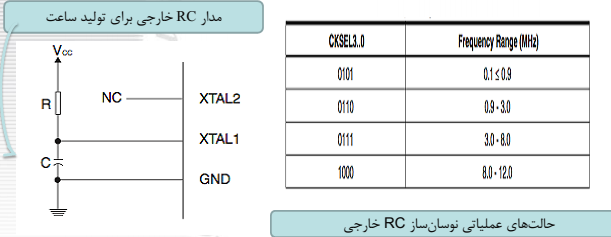 مدار RC خارجی برای تولید ساعت
Vcc
R
NC
XTAL2
XTAL1
C
GND
CKSEL3..0 Frequency Range (MHz)
0101 0.1 ≤ 0.9
0110 0.9 - 3.0
0111 3.0 - 8.0
1000 8.0 - 12.0
حالت‌های عملیاتی نوسان‌ساز RC خارجی